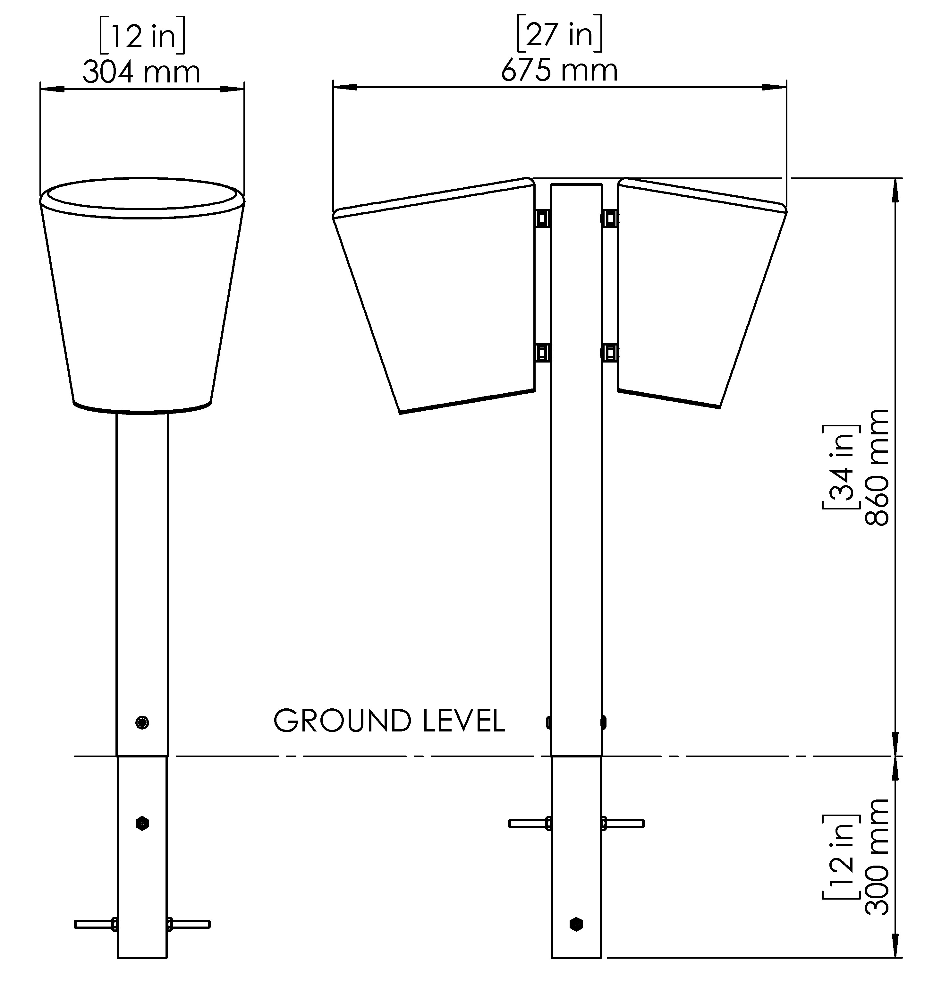 [12 in]
304 mm
[27 in]
675 mm
[34 in]
860 mm
GROUND LEVEL
[12 in]
300 mm